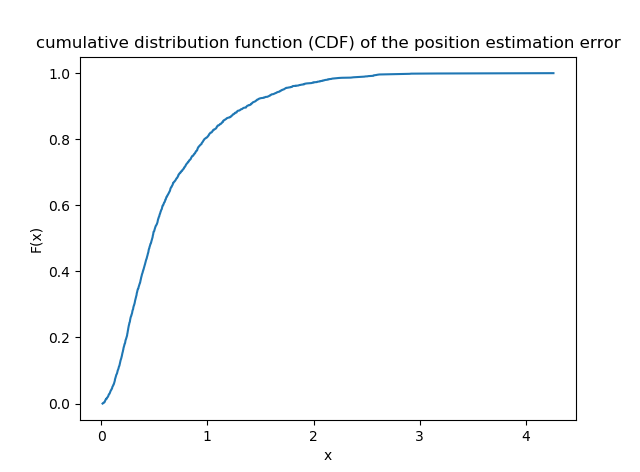 cumulative distribution function (CDF) of the position estimation error
1.0
0.8
0.6
0.4
0.2
0.0
F(x)
0 1 2 3 4
x